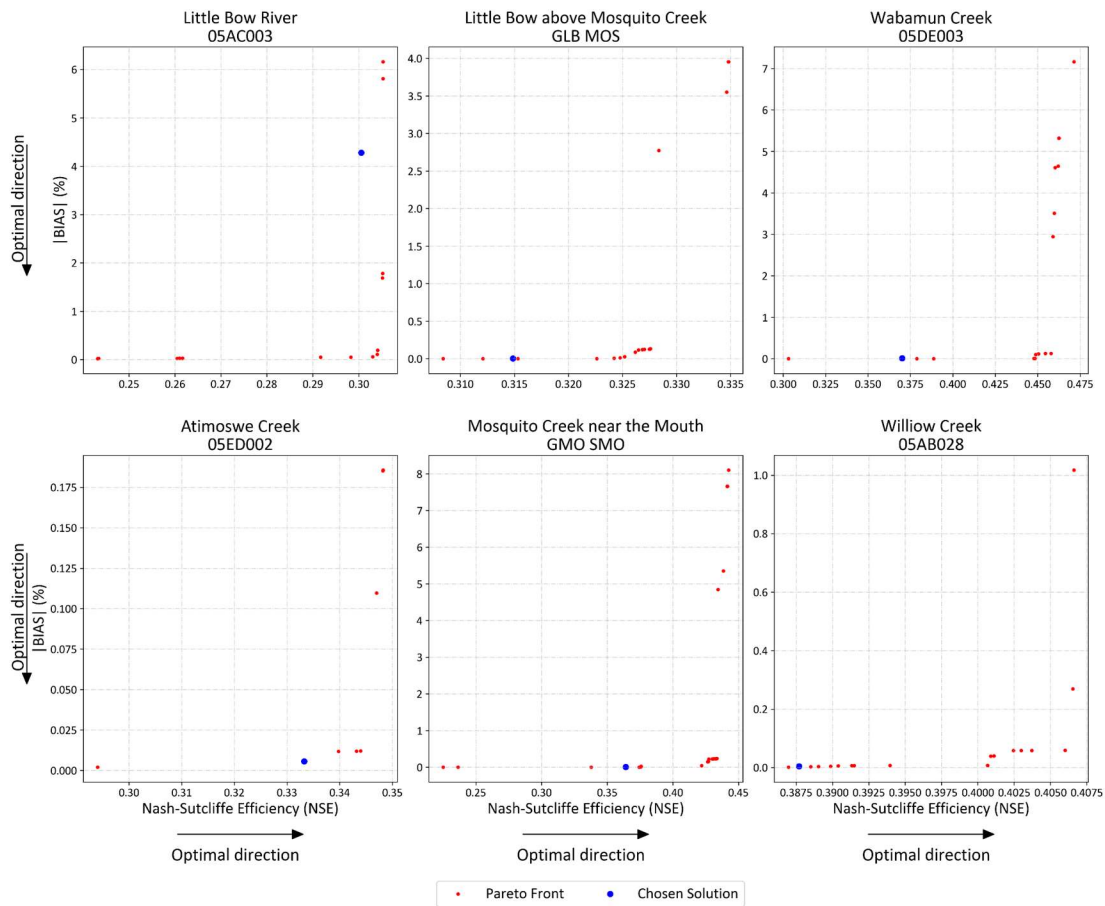 Little Bow River
05AC003
Little Bow above Mosquito Creek
GLB MOS
Wabamun Creek
05DE003
Optimal direction
|BIAS| (%)
6
5
4
3
2
1
0
0.25 0.26 0.27 0.28 0.29 0.30
4.0
3.5
3.0
2.5
2.0
1.5
1.0
0.5
0.0
0.310 0.315 0.320 0.325 0.330 0.335
7
6
5
4
3
2
1
0
0.300 0.325 0.350 0.375 0.400 0.425 0.450 0.475
Atimoswe Creek
05ED002
Mosquito Creek near the Mouth
GMO SMO
Williow Creek
05AB028
Optimal direction
|BIAS| (%)
0.175
0.150
0.125
0.100
0.075
0.050
0.025
0.000
0.30 0.31 0.32 0.33 0.34 0.35
Nash-Sutcliffe Efficiency (NSE)
Optimal direction
8
7
6
5
4
3
2
1
0
0.25 0.30 0.35 0.40 0.45
Nash-Sutcliffe Efficiency (NSE)
Optimal direction
1.0
0.8
0.6
0.4
0.2
0.0
0.3875 0.3900 0.3925 0.3950 0.3975 0.4000 0.4025 0.4050 0.4075
Nash-Sutcliffe Efficiency (NSE)
Optimal direction
Pareto Front
Chosen Solution